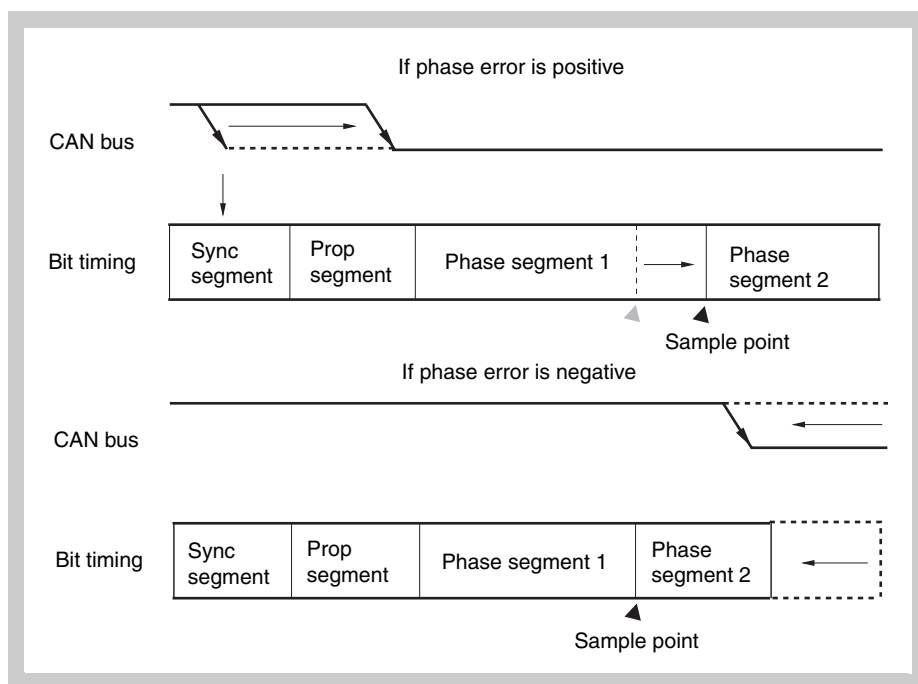 If phase error is positive
CAN bus
Bit timing
Sync
segment
Prop
segment
Phase segment 1
Phase
segment 2
Sample point
If phase error is negative
CAN bus
Bit timing
Sync
segment
Prop
segment
Phase segment 1
Phase
segment 2
Sample point